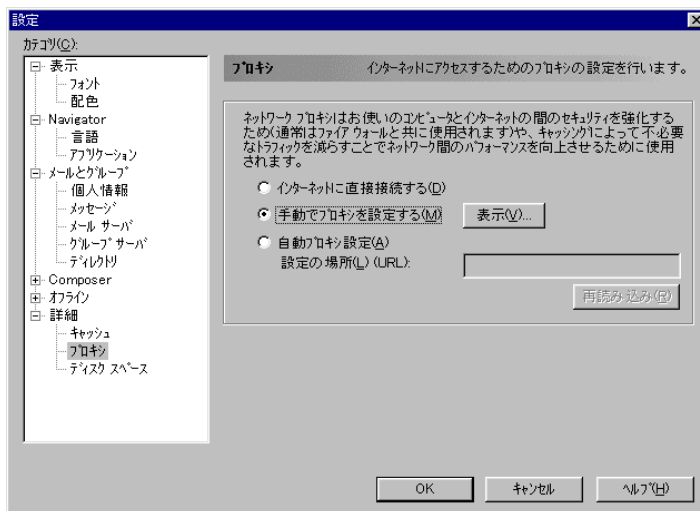 設定
カテゴリ(C):
表示
フォント
配色
Navigator
言語
アプリケーション
メールとグループ
個人情報
メッセージ
メール サーバ
グループ サーバ
ディレクトリ
Composer
オフライン
詳細
キャッシュ
プロキシ
ディスク スペース
プロキシ
インターネットにアクセスするためのプロキシの設定を行います。
ネットワーク プロキシはお使いのコンピュータとインターネットの間のセキュリティを強化する
ため(通常はファイア ウォールと共に使用されます)や、キャッシングによって不必要
なトラフィックを減らすことでネットワーク間のパフォーマンスを向上させるために使用
されます。
インターネットに直接接続する(D)
手動でプロキシを設定する(M)
表示(V)...
自動プロキシ設定(A)
設定の場所(L) (URL):
再読み込み(R)
OK
キャンセル
ヘルプ(H)